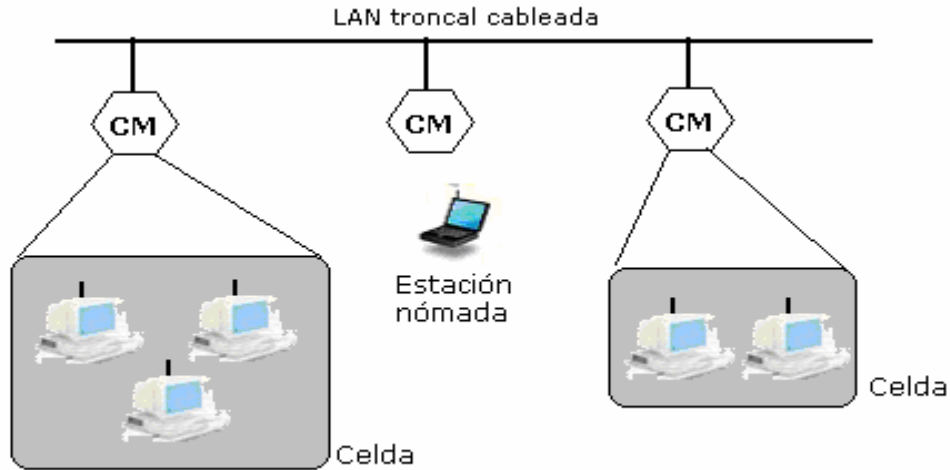 LAN troncal cableada
CM
CM
CM
Estación
nómada
Celda
Celda